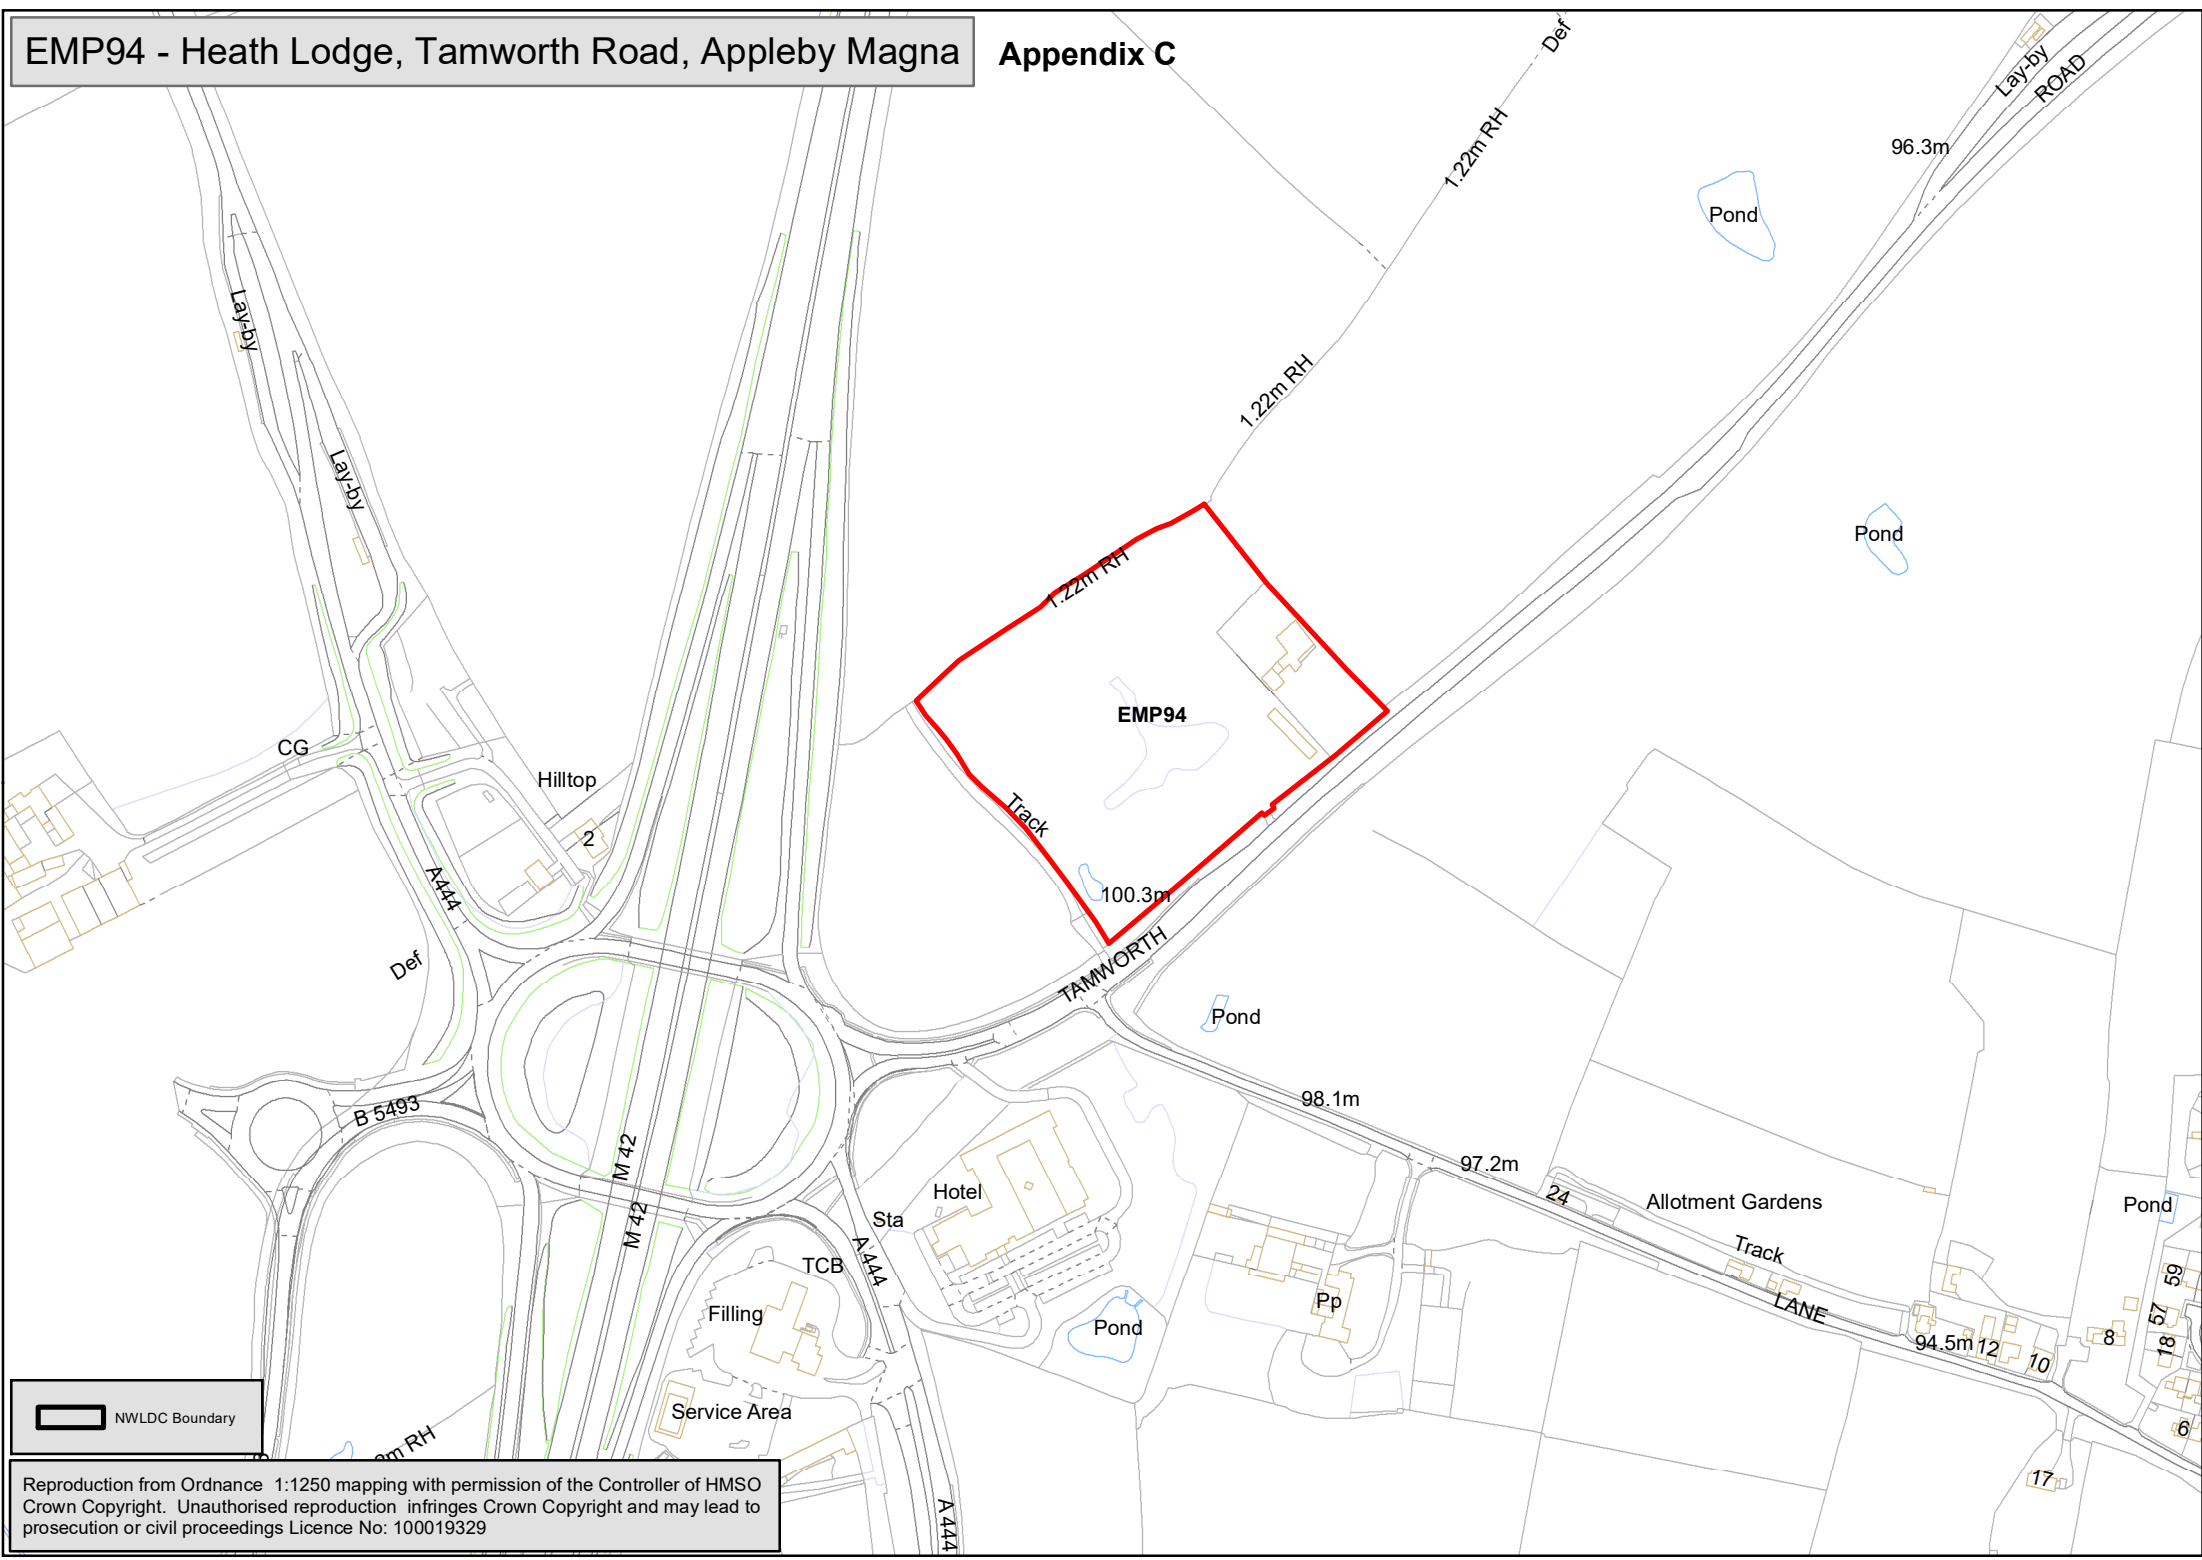 EMP94 - Heath Lodge, Tamworth Road, Appleby Magna
Appendix C
Def
Lay-by
ROAD
1.22m RH
96.3m
Pond
Lay-by
1.22m RH
Lay-by
Pond
1.22m RH
EMP94
CG
Hilltop
2
Track
A444
100.3m
Def
TAMWORTH
Pond
B 5493
98.1m
M 42
97.2m
24
Allotment Gardens
Hotel
Pond
Sta
M 42
Track
A 444
TCB
59
Filling
Pp
LANE
57
Pond
94.5m
12
10
8
18
Service Area
6
17
NWLDC Boundary
m RH
A 444
Reproduction from Ordnance 1:1250 mapping with permission of the Controller of HMSO
Crown Copyright. Unauthorised reproduction infringes Crown Copyright and may lead to
prosecution or civil proceedings Licence No: 100019329